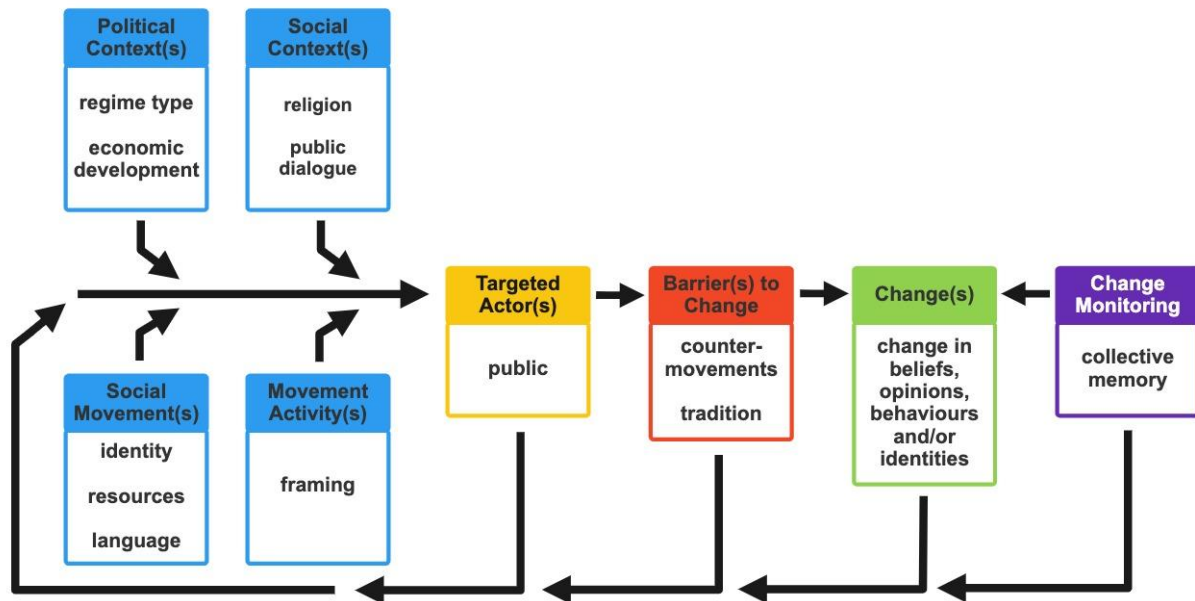 Political
Context(s)
regime type
economic
development
Social
Context(s)
religion
public
dialogue
Targeted
Actor(s)
public
Barrier(s) to
Change
counter-
movements
tradition
Change(s)
change in
beliefs,
opinions,
behaviours
and/or
identities
Change
Monitoring
collective
memory
Social
Movement(s)
identity
resources
language
Movement
Activity(s)
framing